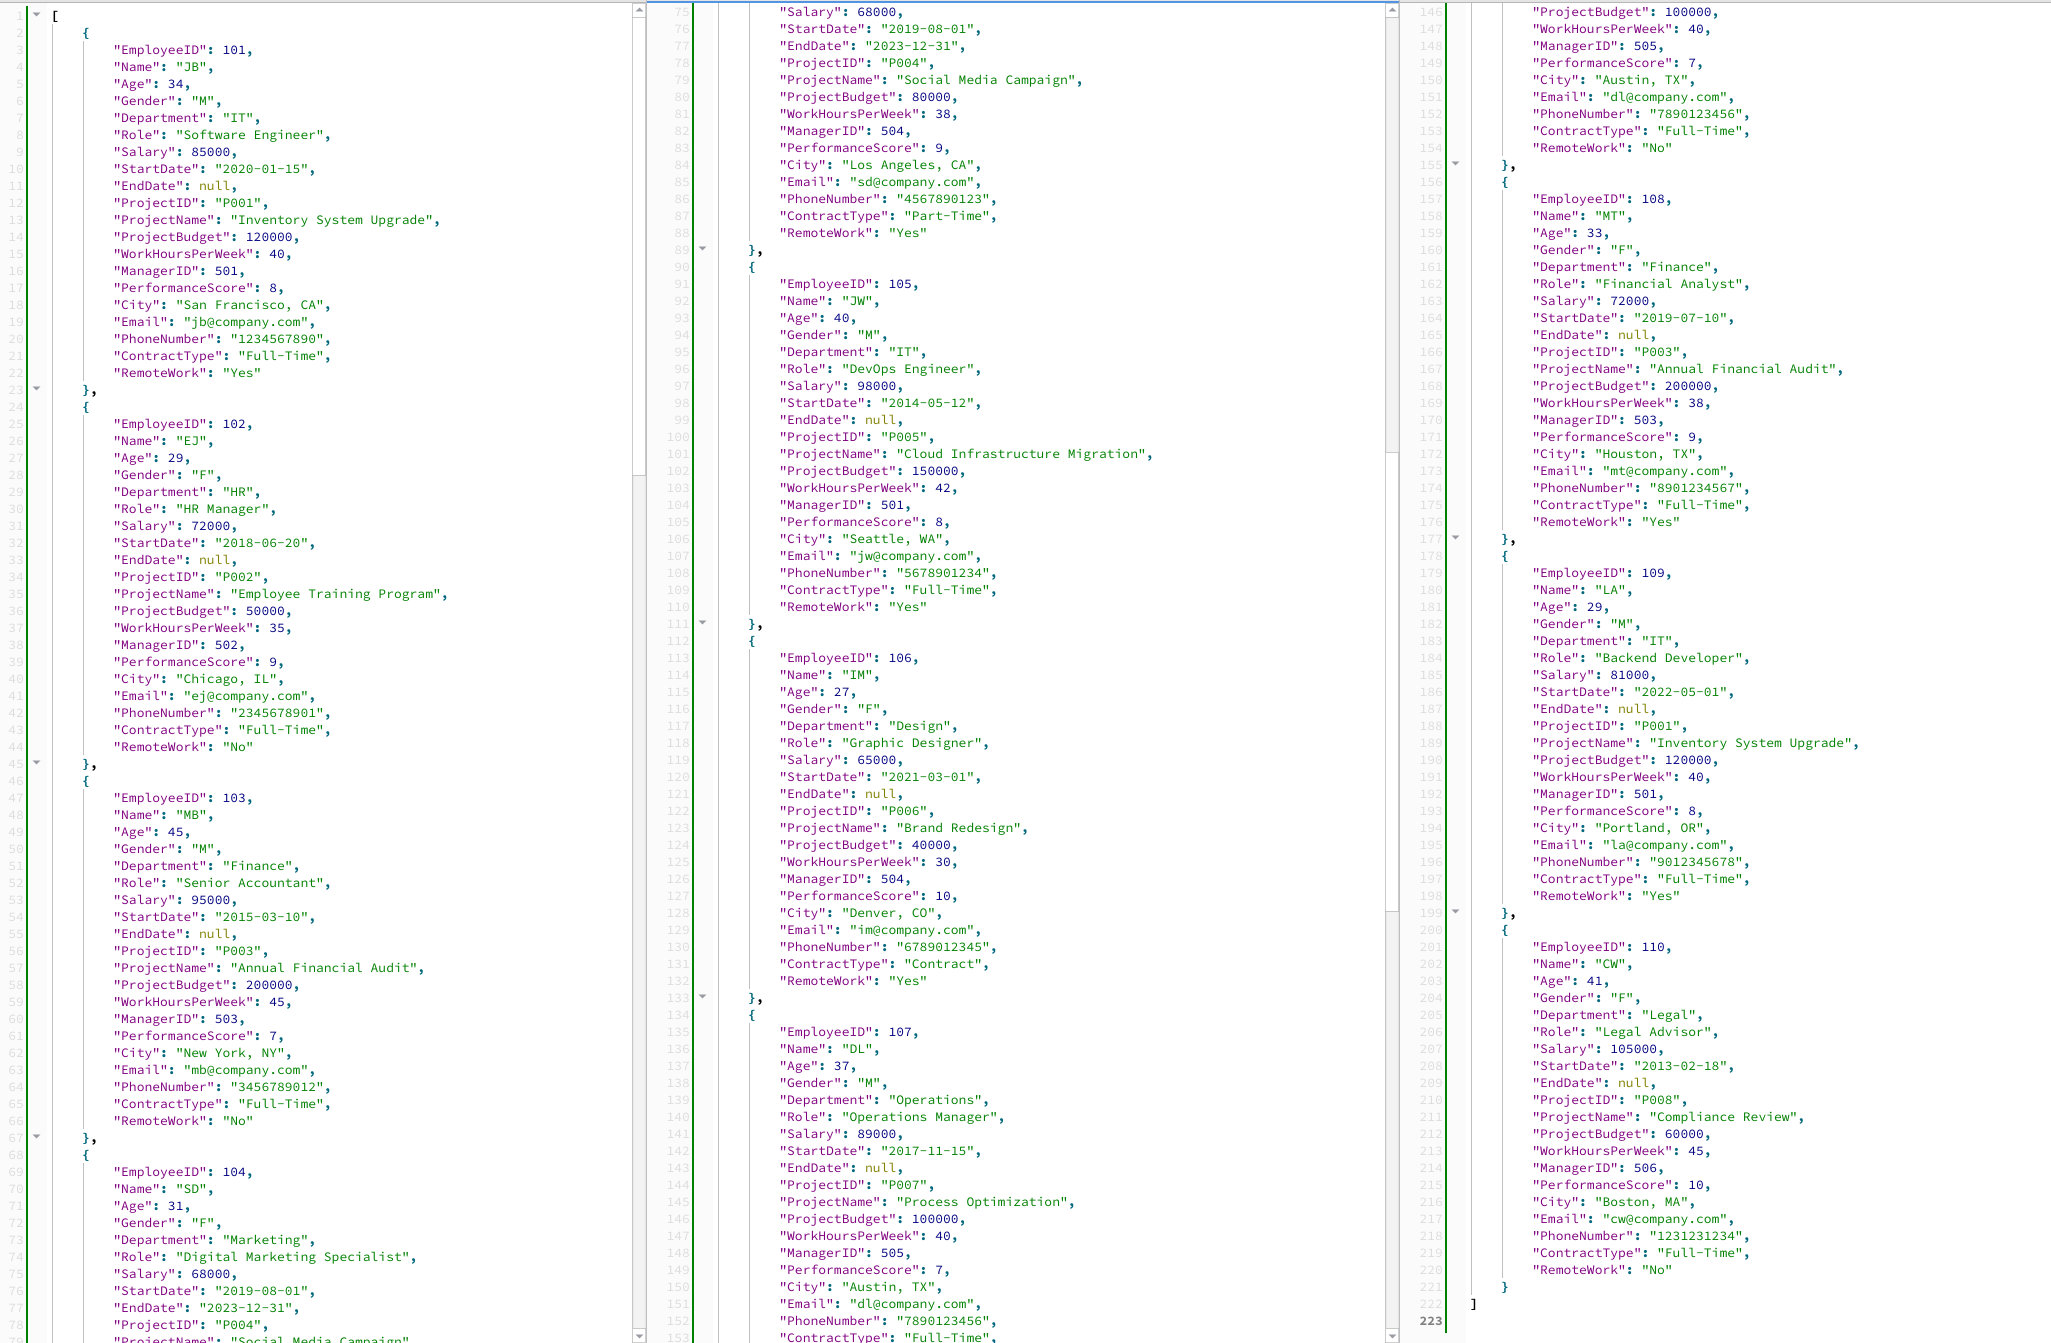 1 [
2 {
3 "EmployeeID": 101,
4 "Name": "JB",
5 "Age": 34,
6 "Gender": "M",
7 "Department": "IT",
8 "Role": "Software Engineer",
9 "Salary": 85000,
10 "StartDate": "2020-01-15",
11 "EndDate": null,
12 "ProjectID": "P001",
13 "ProjectName": "Inventory System Upgrade",
14 "ProjectBudget": 120000,
15 "WorkHoursPerWeek": 40,
16 "ManagerID": 501,
17 "PerformanceScore": 8,
18 "City": "San Francisco, CA",
19 "Email": "jb@company.com",
20 "PhoneNumber": "1234567890",
21 "ContractType": "Full-Time",
22 "RemoteWork": "Yes"
23 },
24 {
25 "EmployeeID": 102,
26 "Name": "EJ",
27 "Age": 29,
28 "Gender": "F",
29 "Department": "HR",
30 "Role": "HR Manager",
31 "Salary": 72000,
32 "StartDate": "2018-06-20",
33 "EndDate": null,
34 "ProjectID": "P002",
35 "ProjectName": "Employee Training Program",
36 "ProjectBudget": 50000,
37 "WorkHoursPerWeek": 35,
38 "ManagerID": 502,
39 "PerformanceScore": 9,
40 "City": "Chicago, IL",
41 "Email": "ej@company.com",
42 "PhoneNumber": "2345678901",
43 "ContractType": "Full-Time",
44 "RemoteWork": "No"
45 },
46 {
47 "EmployeeID": 103,
48 "Name": "MB",
49 "Age": 45,
50 "Gender": "M",
51 "Department": "Finance",
52 "Role": "Senior Accountant",
53 "Salary": 95000,
54 "StartDate": "2015-03-10",
55 "EndDate": null,
56 "ProjectID": "P003",
57 "ProjectName": "Annual Financial Audit",
58 "ProjectBudget": 200000,
59 "WorkHoursPerWeek": 45,
60 "ManagerID": 503,
61 "PerformanceScore": 7,
62 "City": "New York, NY",
63 "Email": "mb@company.com",
64 "PhoneNumber": "3456789012",
65 "ContractType": "Full-Time",
66 "RemoteWork": "No"
67 },
68 {
69 "EmployeeID": 104,
70 "Name": "SD",
71 "Age": 31,
72 "Gender": "F",
73 "Department": "Marketing",
74 "Role": "Digital Marketing Specialist",
75 "Salary": 68000,
76 "StartDate": "2019-08-01",
77 "EndDate": "2023-12-31",
78 "ProjectID": "P004",
79 "ProjectName": "Social Media Campaign"
75 "Salary": 68000,
76 "StartDate": "2019-08-01",
77 "EndDate": "2023-12-31",
78 "ProjectID": "P004",
79 "ProjectName": "Social Media Campaign",
80 "ProjectBudget": 80000,
81 "WorkHoursPerWeek": 38,
82 "ManagerID": 504,
83 "PerformanceScore": 9,
84 "City": "Los Angeles, CA",
85 "Email": "sd@company.com",
86 "PhoneNumber": "4567890123",
87 "ContractType": "Part-Time",
88 "RemoteWork": "Yes"
89 },
90 {
91 "EmployeeID": 105,
92 "Name": "JW",
93 "Age": 40,
94 "Gender": "M",
95 "Department": "IT",
96 "Role": "DevOps Engineer",
97 "Salary": 98000,
98 "StartDate": "2014-05-12",
99 "EndDate": null,
100 "ProjectID": "P005",
101 "ProjectName": "Cloud Infrastructure Migration",
102 "ProjectBudget": 150000,
103 "WorkHoursPerWeek": 42,
104 "ManagerID": 501,
105 "PerformanceScore": 8,
106 "City": "Seattle, WA",
107 "Email": "jw@company.com",
108 "PhoneNumber": "5678901234",
109 "ContractType": "Full-Time",
110 "RemoteWork": "Yes"
111 },
112 {
113 "EmployeeID": 106,
114 "Name": "IM",
115 "Age": 27,
116 "Gender": "F",
117 "Department": "Design",
118 "Role": "Graphic Designer",
119 "Salary": 65000,
120 "StartDate": "2021-03-01",
121 "EndDate": null,
122 "ProjectID": "P006",
123 "ProjectName": "Brand Redesign",
124 "ProjectBudget": 40000,
125 "WorkHoursPerWeek": 30,
126 "ManagerID": 504,
127 "PerformanceScore": 10,
128 "City": "Denver, CO",
129 "Email": "im@company.com",
130 "PhoneNumber": "6789012345",
131 "ContractType": "Contract",
132 "RemoteWork": "Yes"
133 },
134 {
135 "EmployeeID": 107,
136 "Name": "DL",
137 "Age": 37,
138 "Gender": "M",
139 "Department": "Operations",
140 "Role": "Operations Manager",
141 "Salary": 89000,
142 "StartDate": "2017-11-15",
143 "EndDate": null,
144 "ProjectID": "P007",
145 "ProjectName": "Process Optimization",
146 "ProjectBudget": 100000,
147 "WorkHoursPerWeek": 40,
148 "ManagerID": 505,
149 "PerformanceScore": 7,
150 "City": "Austin, TX",
151 "Email": "dl@company.com",
152 "PhoneNumber": "7890123456",
153 "ContractType": "Full-Time",
146 "ProjectBudget": 100000,
147 "WorkHoursPerWeek": 40,
148 "ManagerID": 505,
149 "PerformanceScore": 7,
150 "City": "Austin, TX",
151 "Email": "dl@company.com",
152 "PhoneNumber": "7890123456",
153 "ContractType": "Full-Time",
154 "RemoteWork": "No"
155 },
156 {
157 "EmployeeID": 108,
158 "Name": "MT",
159 "Age": 33,
160 "Gender": "F",
161 "Department": "Finance",
162 "Role": "Financial Analyst",
163 "Salary": 72000,
164 "StartDate": "2019-07-10",
165 "EndDate": null,
166 "ProjectID": "P003",
167 "ProjectName": "Annual Financial Audit",
168 "ProjectBudget": 200000,
169 "WorkHoursPerWeek": 38,
170 "ManagerID": 503,
171 "PerformanceScore": 9,
172 "City": "Houston, TX",
173 "Email": "mt@company.com",
174 "PhoneNumber": "8901234567",
175 "ContractType": "Full-Time",
176 "RemoteWork": "Yes"
177 },
178 {
179 "EmployeeID": 109,
180 "Name": "LA",
181 "Age": 29,
182 "Gender": "M",
183 "Department": "IT",
184 "Role": "Backend Developer",
185 "Salary": 81000,
186 "StartDate": "2022-05-01",
187 "EndDate": null,
188 "ProjectID": "P001",
189 "ProjectName": "Inventory System Upgrade",
190 "ProjectBudget": 120000,
191 "WorkHoursPerWeek": 40,
192 "ManagerID": 501,
193 "PerformanceScore": 8,
194 "City": "Portland, OR",
195 "Email": "la@company.com",
196 "PhoneNumber": "9012345678",
197 "ContractType": "Full-Time",
198 "RemoteWork": "Yes"
199 },
200 {
201 "EmployeeID": 110,
202 "Name": "CW",
203 "Age": 41,
204 "Gender": "F",
205 "Department": "Legal",
206 "Role": "Legal Advisor",
207 "Salary": 105000,
208 "StartDate": "2013-02-18",
209 "EndDate": null,
210 "ProjectID": "P008",
211 "ProjectName": "Compliance Review",
212 "ProjectBudget": 60000,
213 "WorkHoursPerWeek": 45,
214 "ManagerID": 506,
215 "PerformanceScore": 10,
216 "City": "Boston, MA",
217 "Email": "cw@company.com",
218 "PhoneNumber": "1231231234",
219 "ContractType": "Full-Time",
220 "RemoteWork": "No"
221 }
222 ]
223